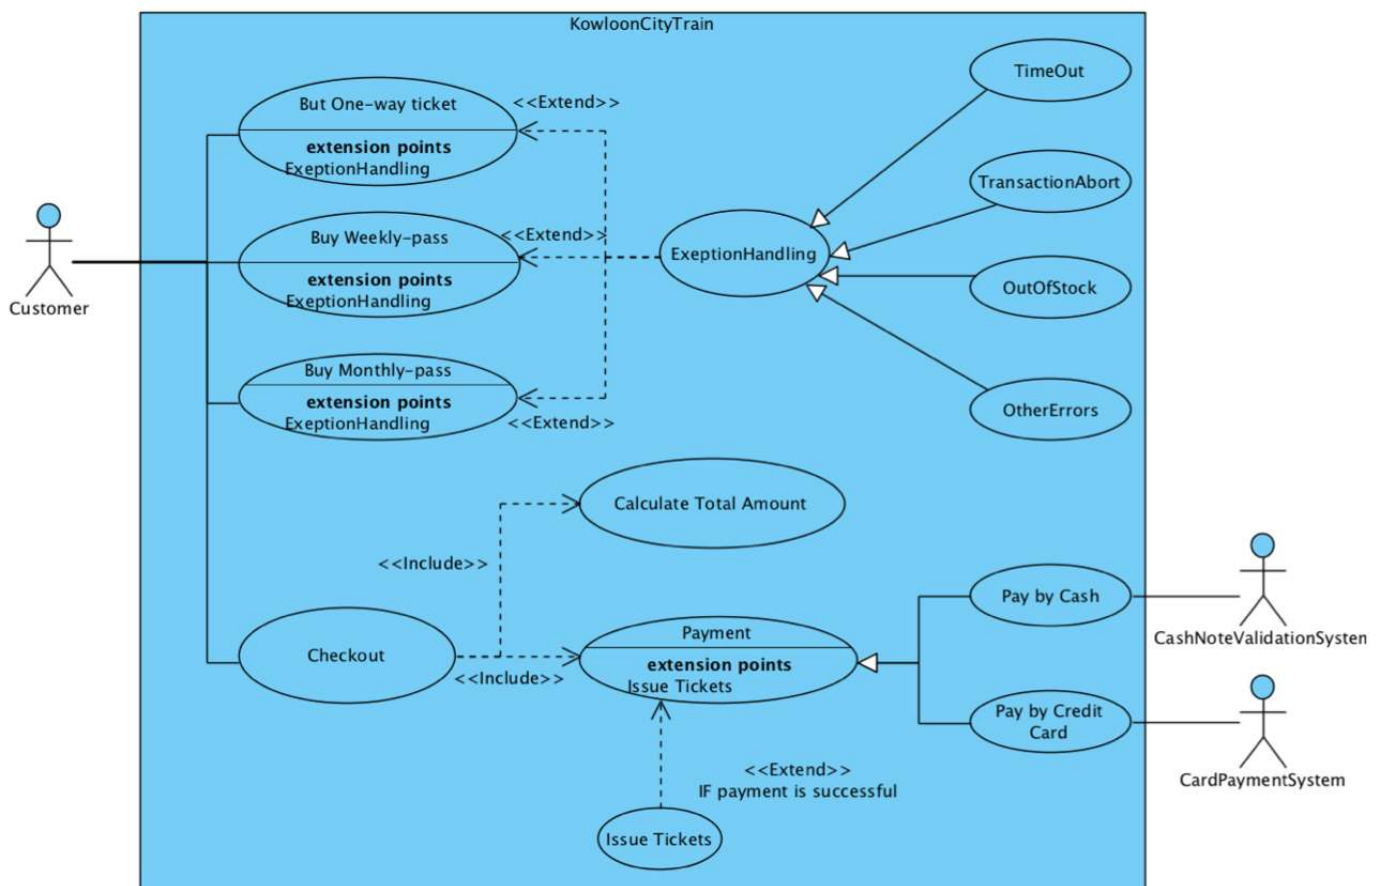 KowloonCityTrain
But One-way ticket
extension points
ExeptionHandling
<<Extend>>
TimeOut
TransactionAbort
Buy Weekly-pass
extension points
ExeptionHandling
<<Extend>>
ExeptionHandling
OutOfStock
Customer
Buy Monthly-pass
extension points
ExeptionHandling
<<Extend>>
OtherErrors
Calculate Total Amount
<<Include>>
Checkout
<<Include>>
Payment
extension points
Issue Tickets
Pay by Cash
CashNoteValidationSysten
Pay by Credit
Card
CardPaymentSystem
<<Extend>>
IF payment is successful
Issue Tickets